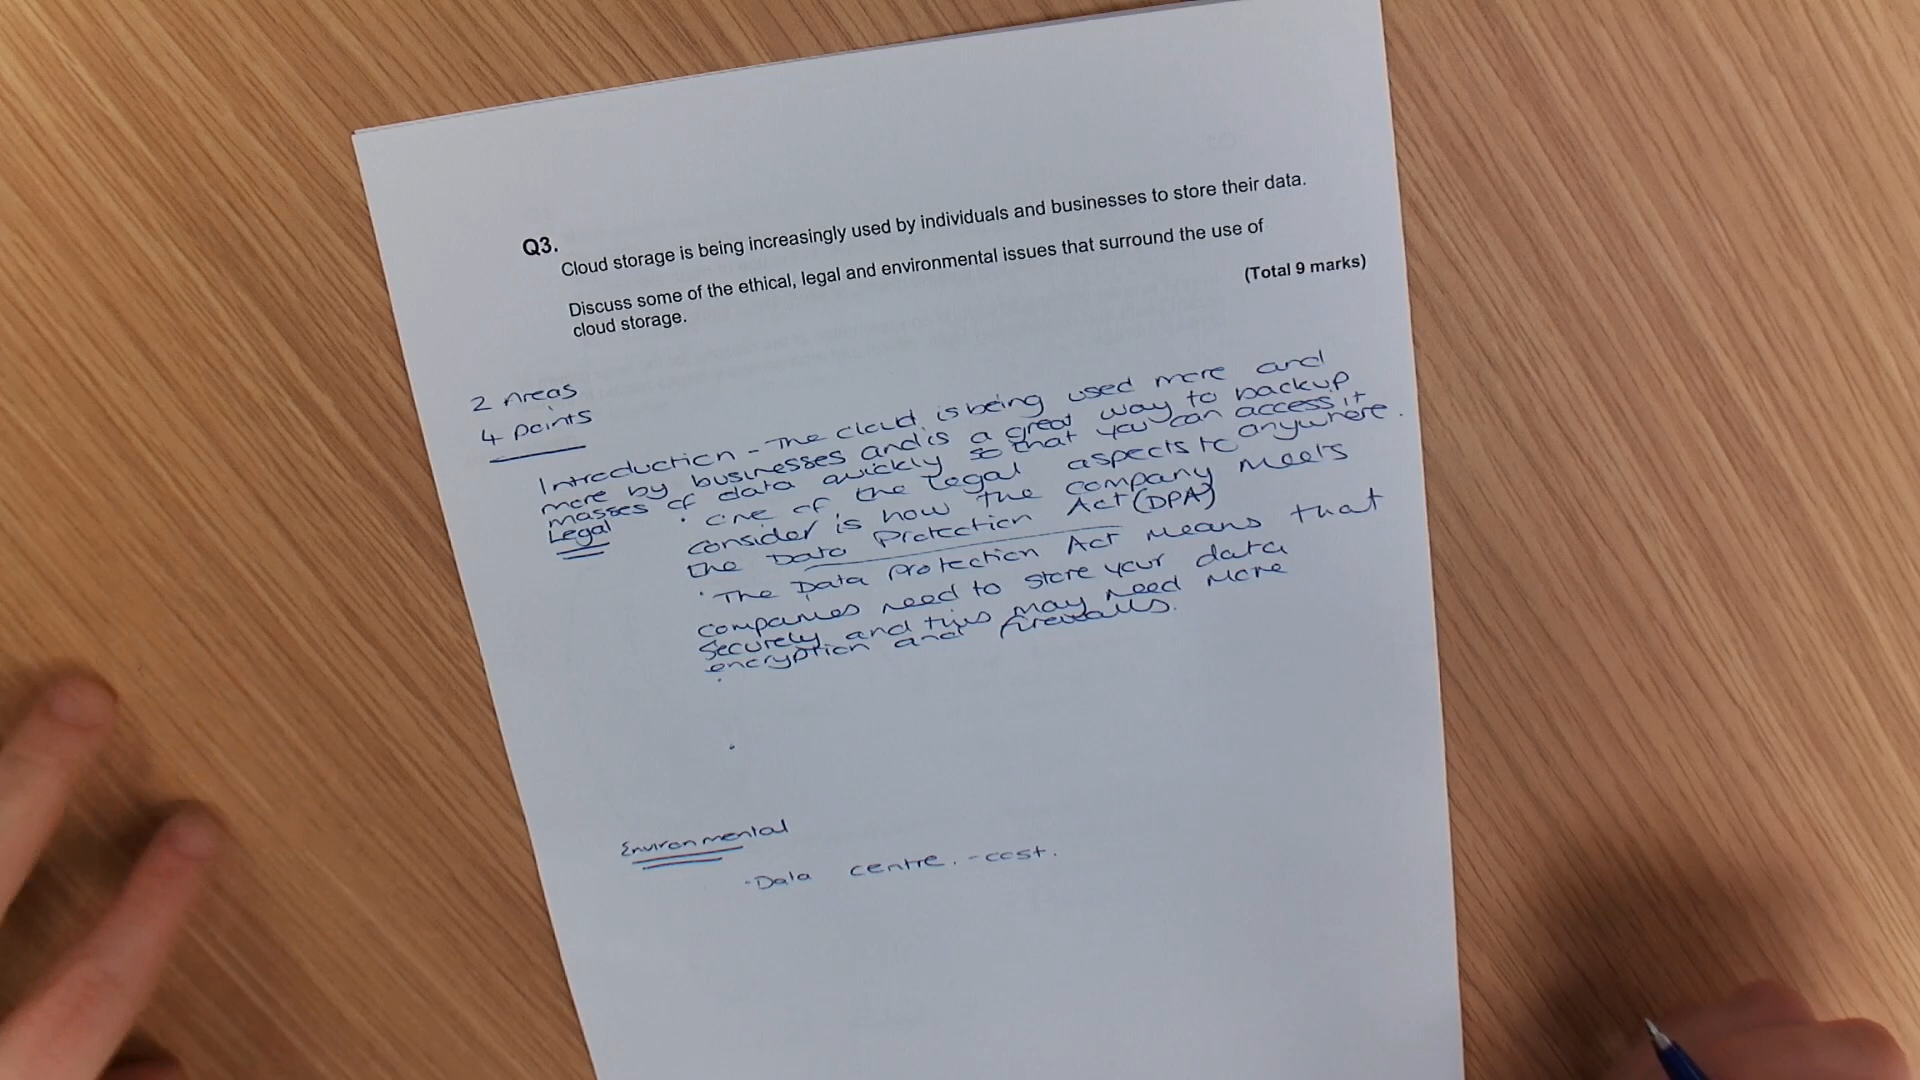 Q3.
Cloud storage is being increasingly used by individuals and businesses to store their data.
Discuss some of the ethical, legal and environmental issues that surround the use of
cloud storage.
(Total 9 marks)
2 Areas
4 points
Introduction - The cloud is being used more and
more by businesses and is a great way to backup
masses of data quickly so that you can access it
anywhere.
Legal
· one of the legal aspects to
consider is how the company meets
the Data Protection Act (DPA)
· The Data Protection Act means that
companies need to store your data
securely and this may need more
encryption and firewalls.
Environmental
· Data centre. - cost.